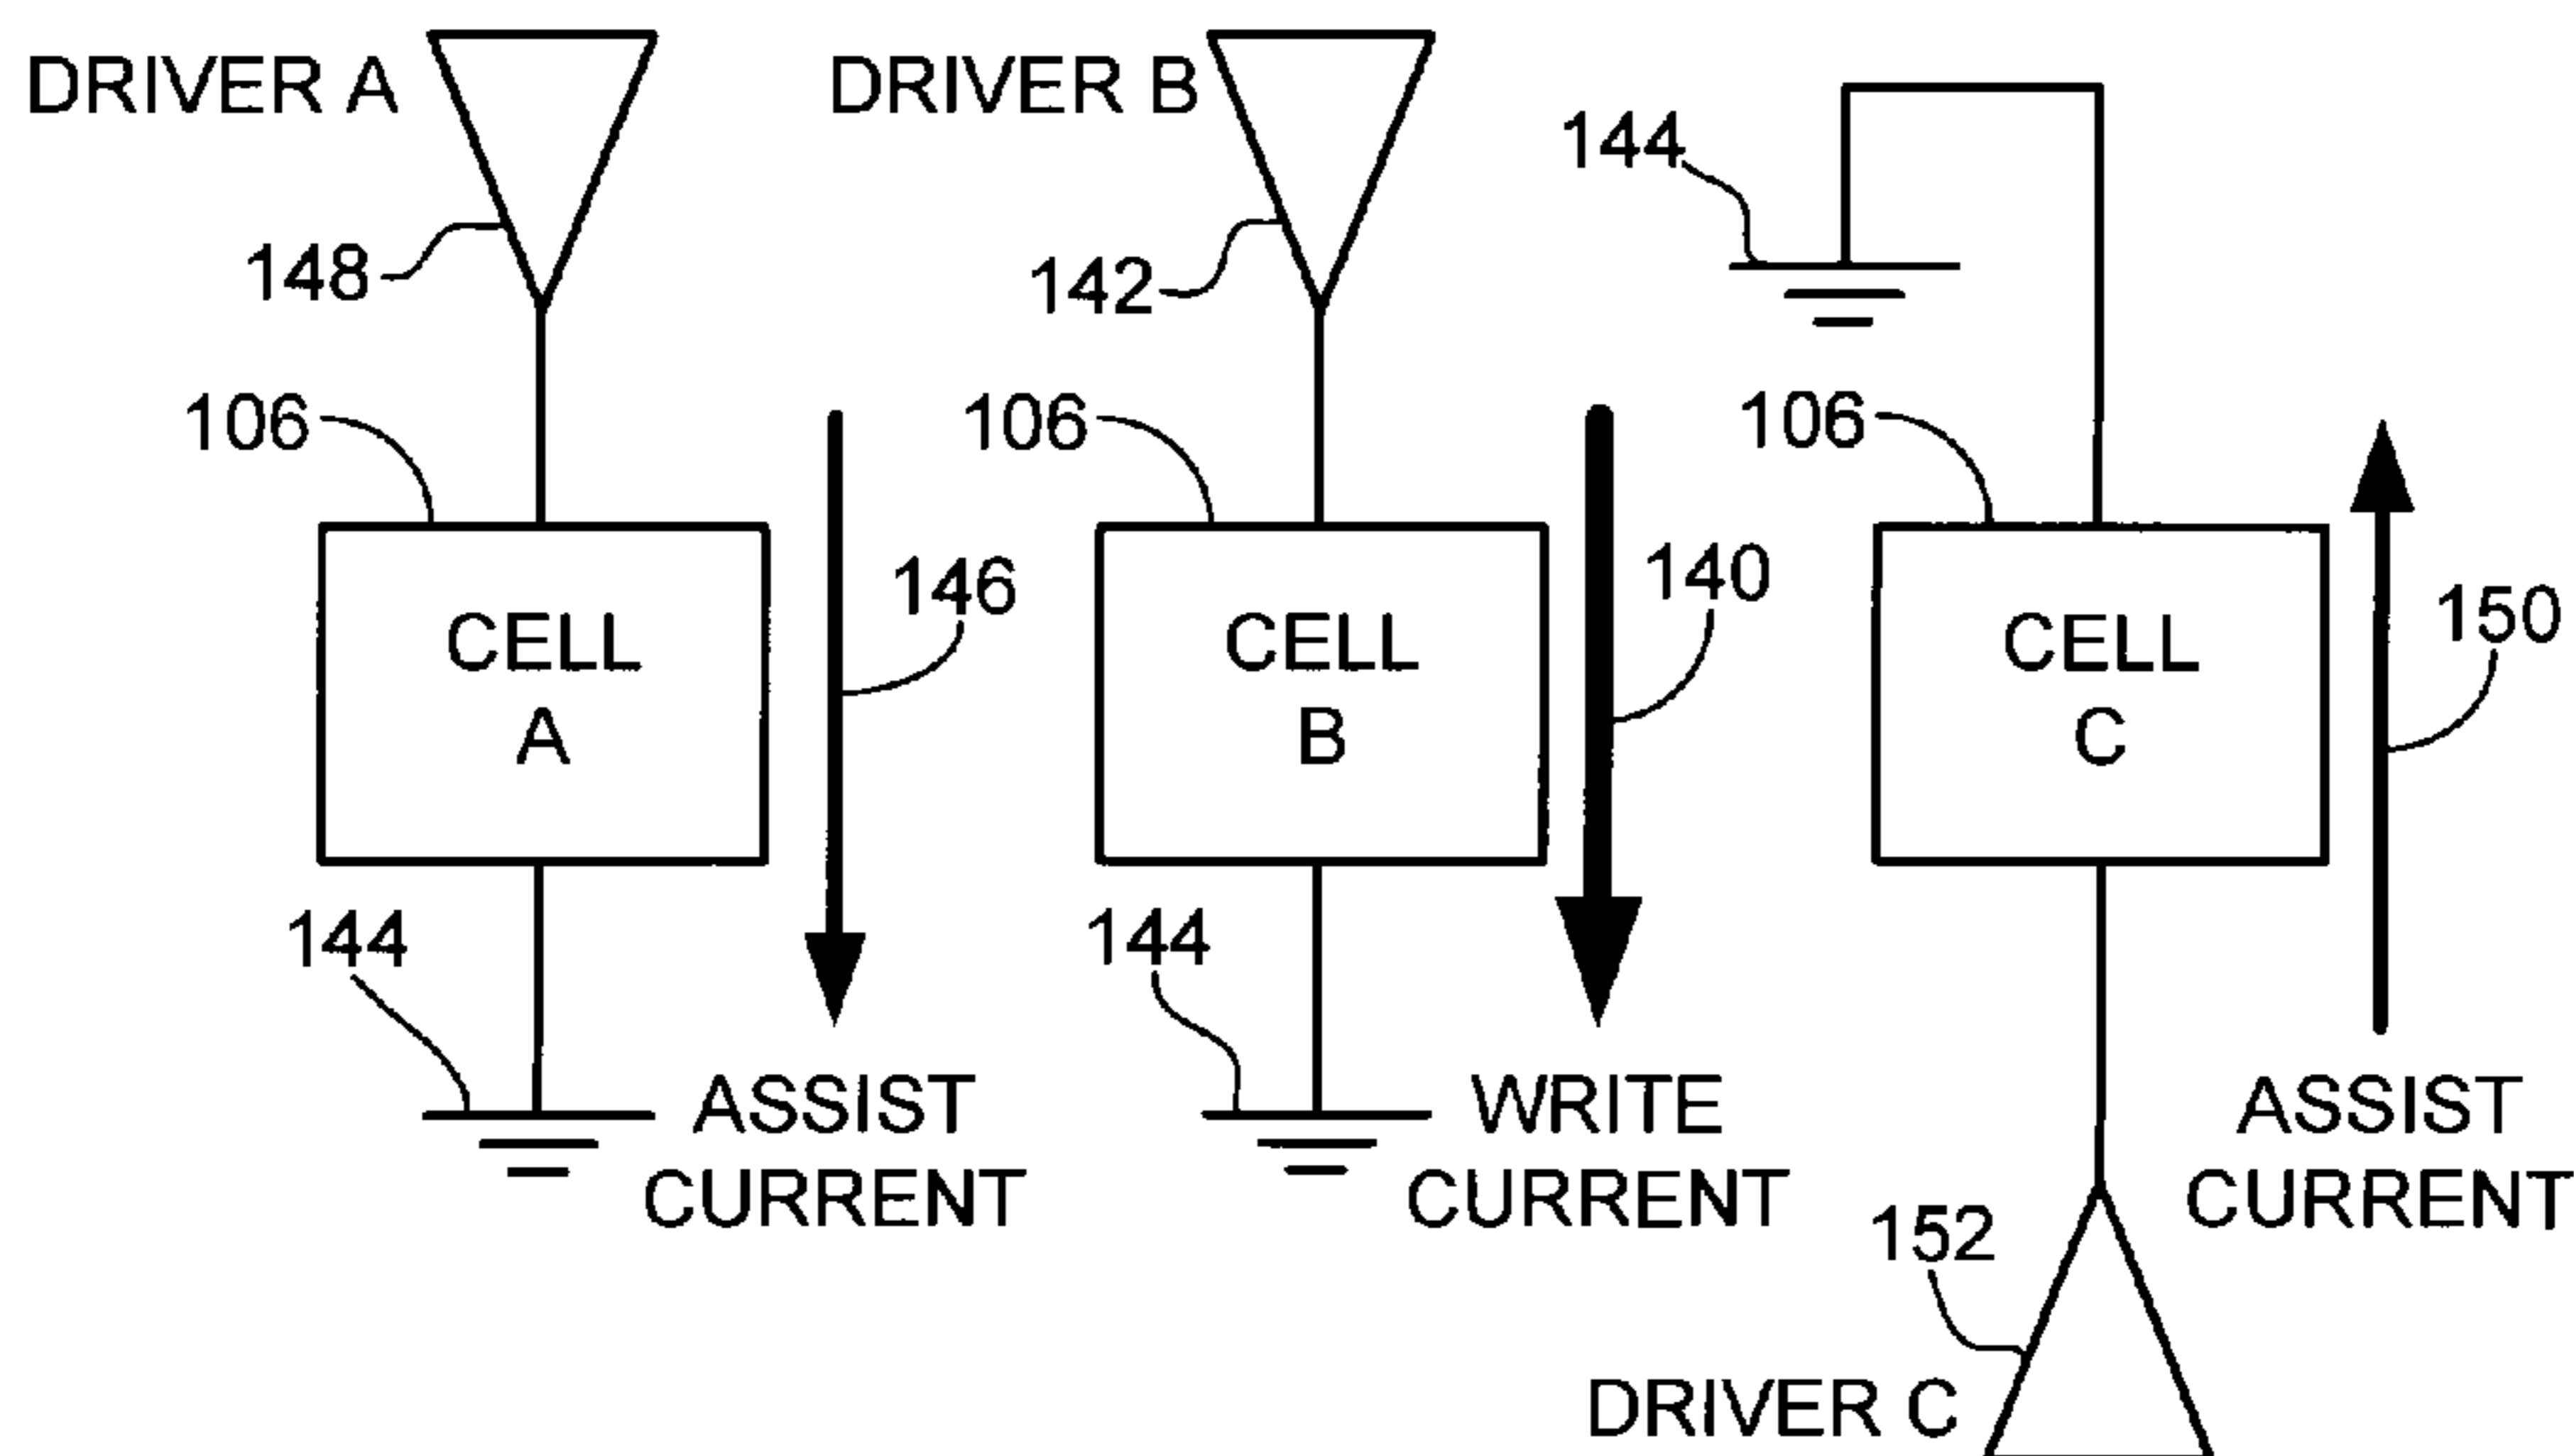 DRIVER A
DRIVER B
144
148
142
106
106
106
146
140
150
CELL
A
CELL
B
CELL
C
144
144
ASSIST
CURRENT
WRITE
CURRENT
ASSIST
CURRENT
152
DRIVER C